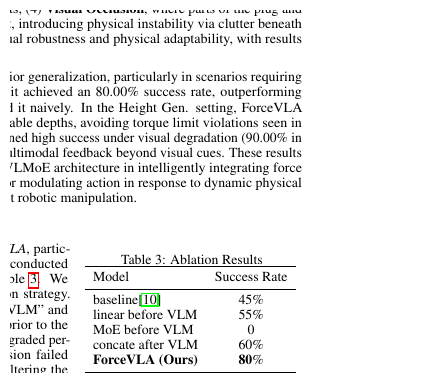 Visual Occlusion, where parts of the plug and
, introducing physical instability via clutter beneath
ual robustness and physical adaptability, with results
ior generalization, particularly in scenarios requiring
it achieved an 80.00% success rate, outperforming
d it naively. In the Height Gen. setting, ForceVLA
able depths, avoiding torque limit violations seen in
ned high success under visual degradation (90.00% in
ultimodal feedback beyond visual cues. These results
VLMoE architecture in intelligently integrating force
r modulating action in response to dynamic physical
t robotic manipulation.
LA, partic-
conducted
ble 3. We
on strategy.
VLM” and
prior to the
graded per-
sion failed
ltering the
Table 3: Ablation Results
Model Success Rate
baseline[10] 45%
linear before VLM 55%
MoE before VLM 0
concate after VLM 60%
ForceVLA (Ours) 80%